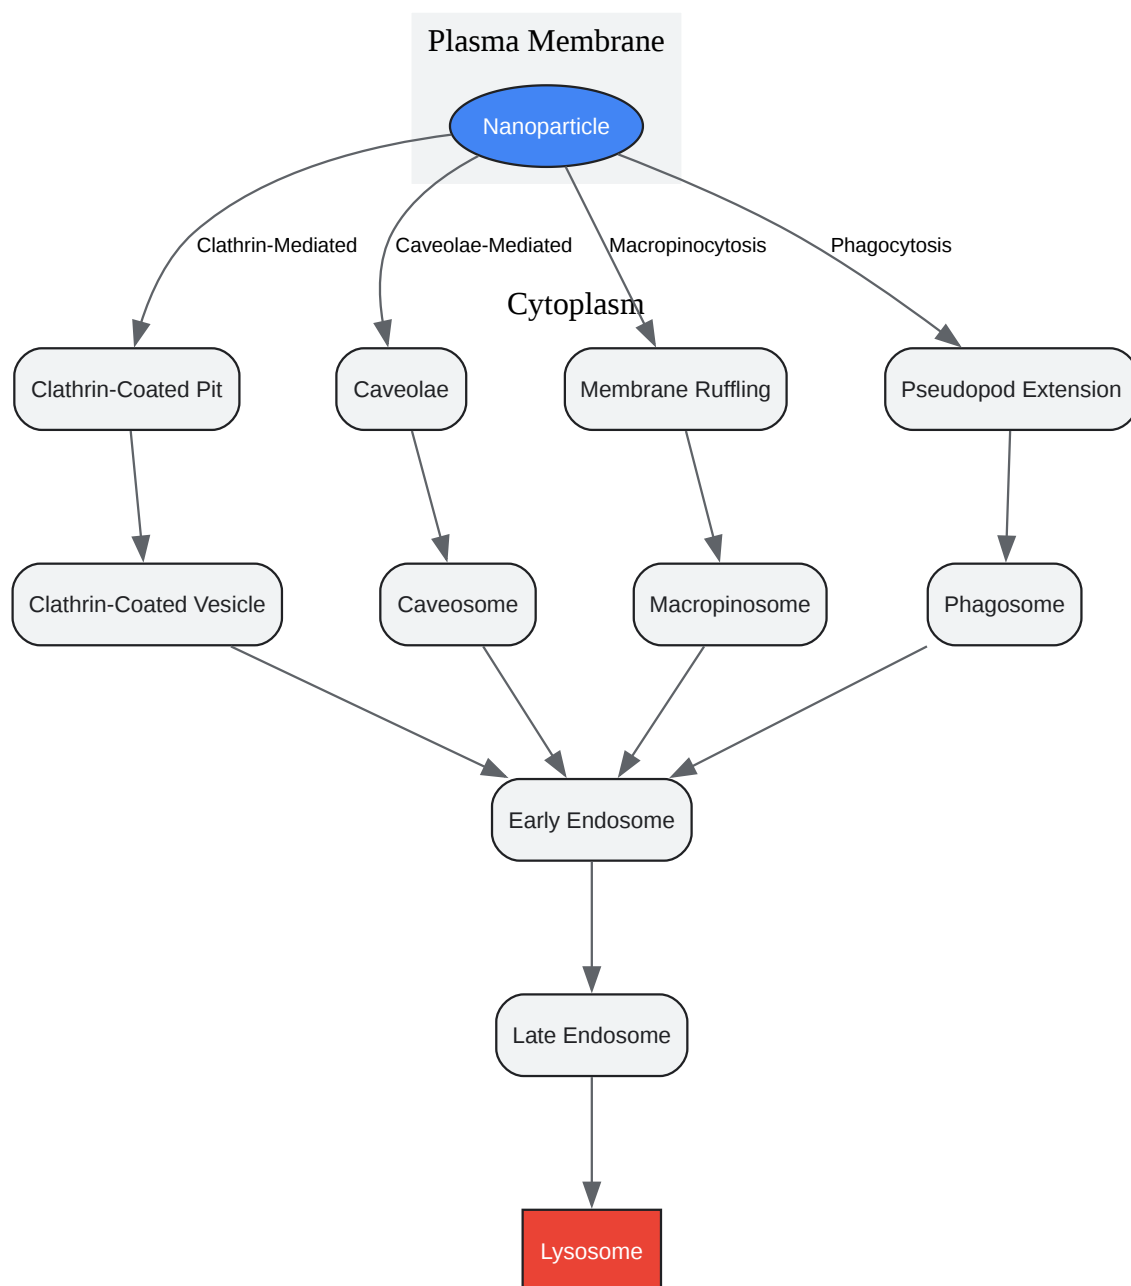 Plasma Membrane
Nanoparticle
Clathrin-Mediated
Caveolae-Mediated
Macropinocytosis
Phagocytosis
Cytoplasm
Clathrin-Coated Pit
Caveolae
Membrane Ruffling
Pseudopod Extension
Clathrin-Coated Vesicle
Caveosome
Macropinosome
Phagosome
Early Endosome
Late Endosome
Lysosome